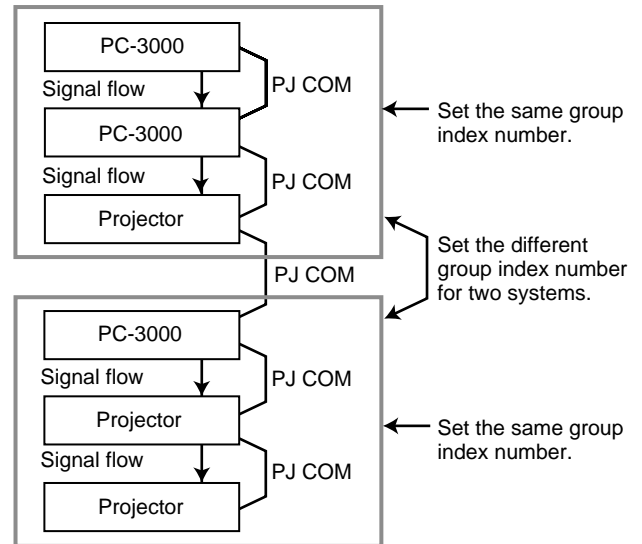 PC-3000
Signal flow
PJ COM
PC-3000
Set the same group
index number.
Signal flow
PJ COM
Projector
PJ COM
Set the different
group index number
for two systems.
PC-3000
Signal flow
PJ COM
Projector
Set the same group
index number.
Signal flow
PJ COM
Projector